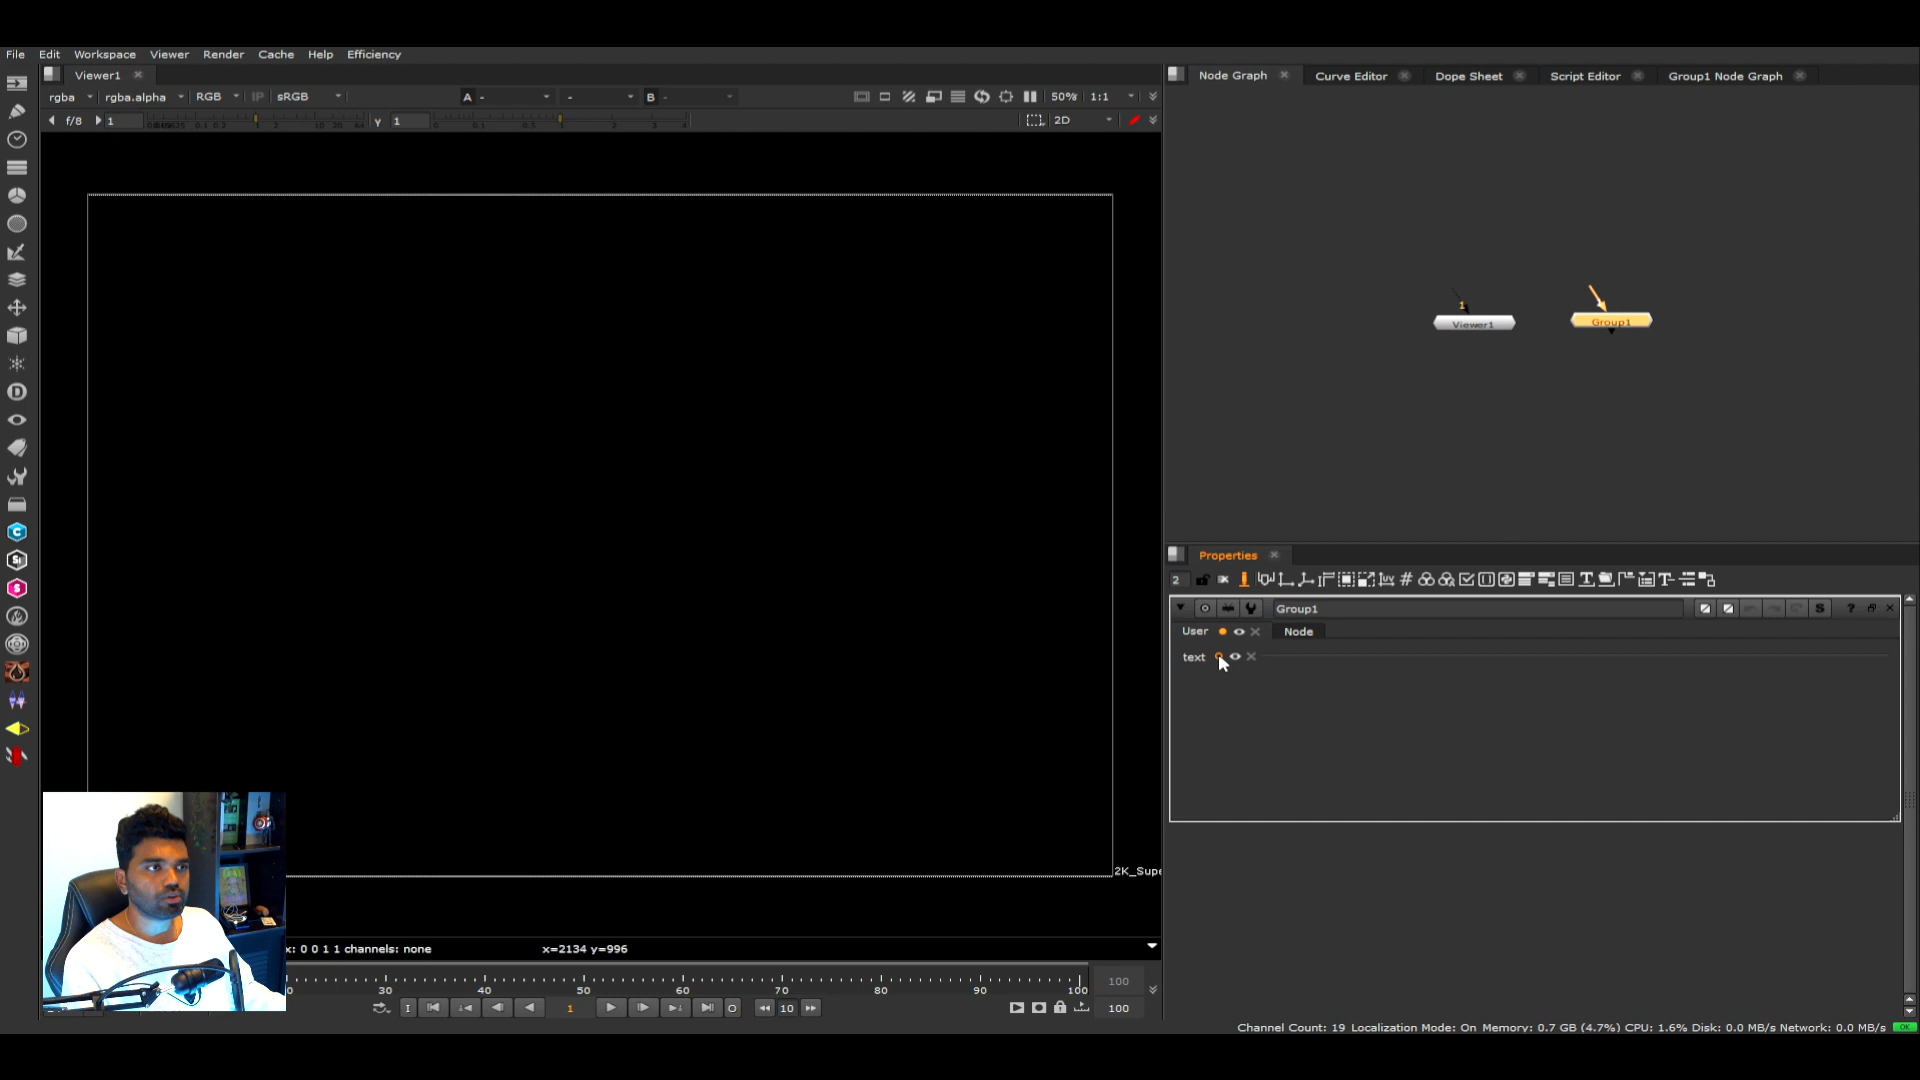 File Edit Workspace Viewer Render Cache Help Efficiency
Viewer1
rgba rgba.alpha RGB IP sRGB A - - B - 50% 1:1
f/8 1 Y 1 2D
2K_Supe
x: 0 0 1 1 channels: none x=2134 y=996
30 40 50 60 70 80 90 100 100
I 1 O 10 100
Node Graph Curve Editor Dope Sheet Script Editor Group1 Node Graph
1
Viewer1 Group1
Properties
2
Group1 S ?
User Node
text
Channel Count: 19 Localization Mode: On Memory: 0.7 GB (4.7%) CPU: 1.6% Disk: 0.0 MB/s Network: 0.0 MB/s OK